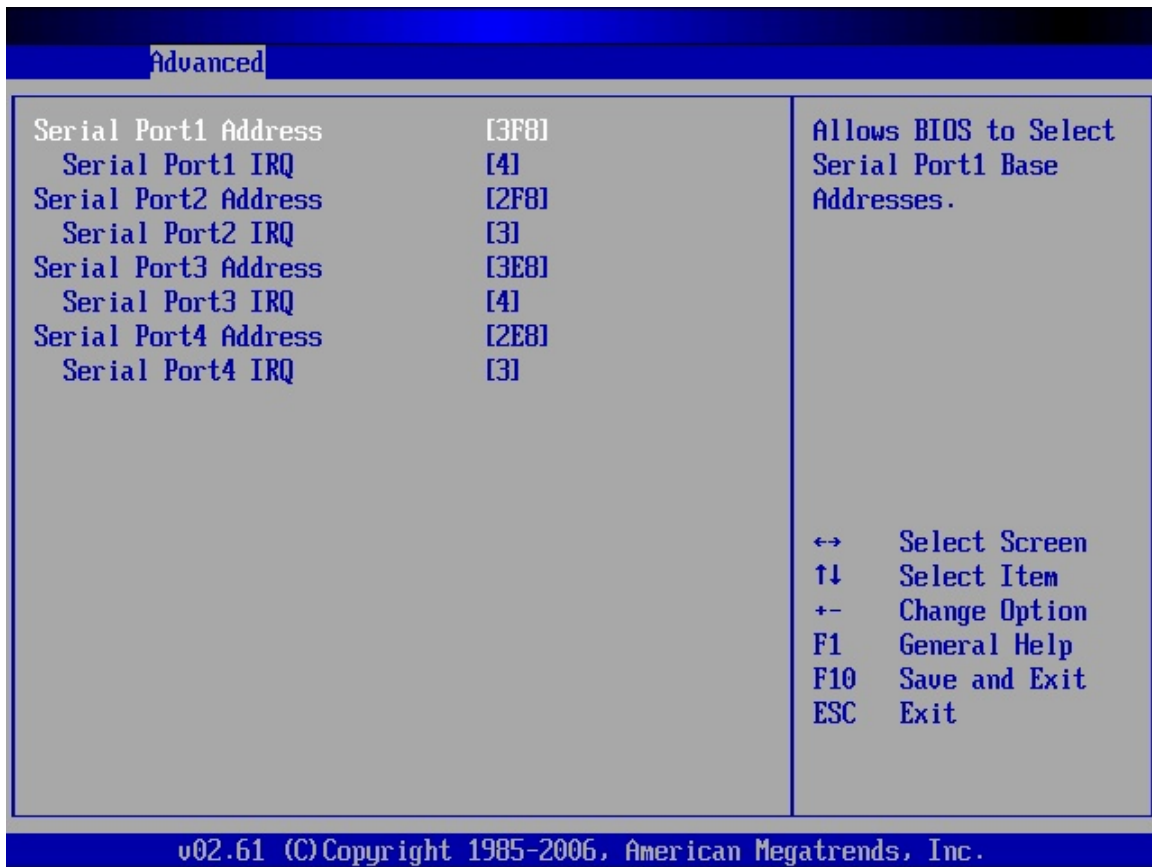 Advanced
Serial Port1 Address [3F8]
Serial Port1 IRQ [4]
Serial Port2 Address [2F8]
Serial Port2 IRQ [3]
Serial Port3 Address [3E8]
Serial Port3 IRQ [4]
Serial Port4 Address [2E8]
Serial Port4 IRQ [3]
Allows BIOS to Select
Serial Port1 Base
Addresses.
←→ Select Screen
↑↓ Select Item
+- Change Option
F1 General Help
F10 Save and Exit
ESC Exit
v02.61 (C)Copyright 1985-2006, American Megatrends, Inc.